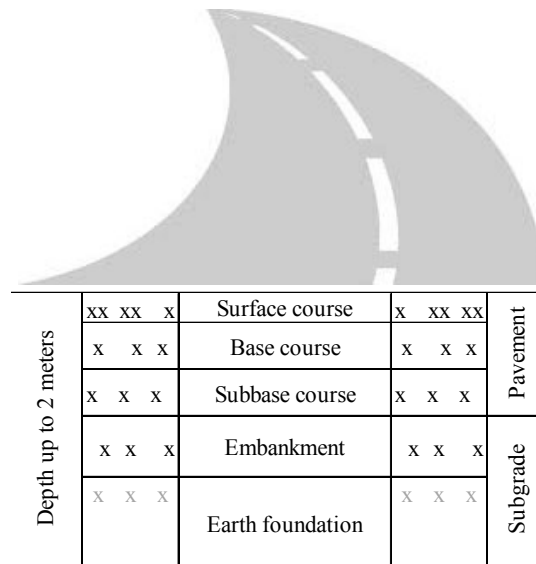 Depth up to 2 meters
xx xx x Surface course x xx xx
x x x Base course x x x
x x x Subbase course x x x
Pavement
x x x Embankment x x x
x x x Earth foundation x x x
Subgrade